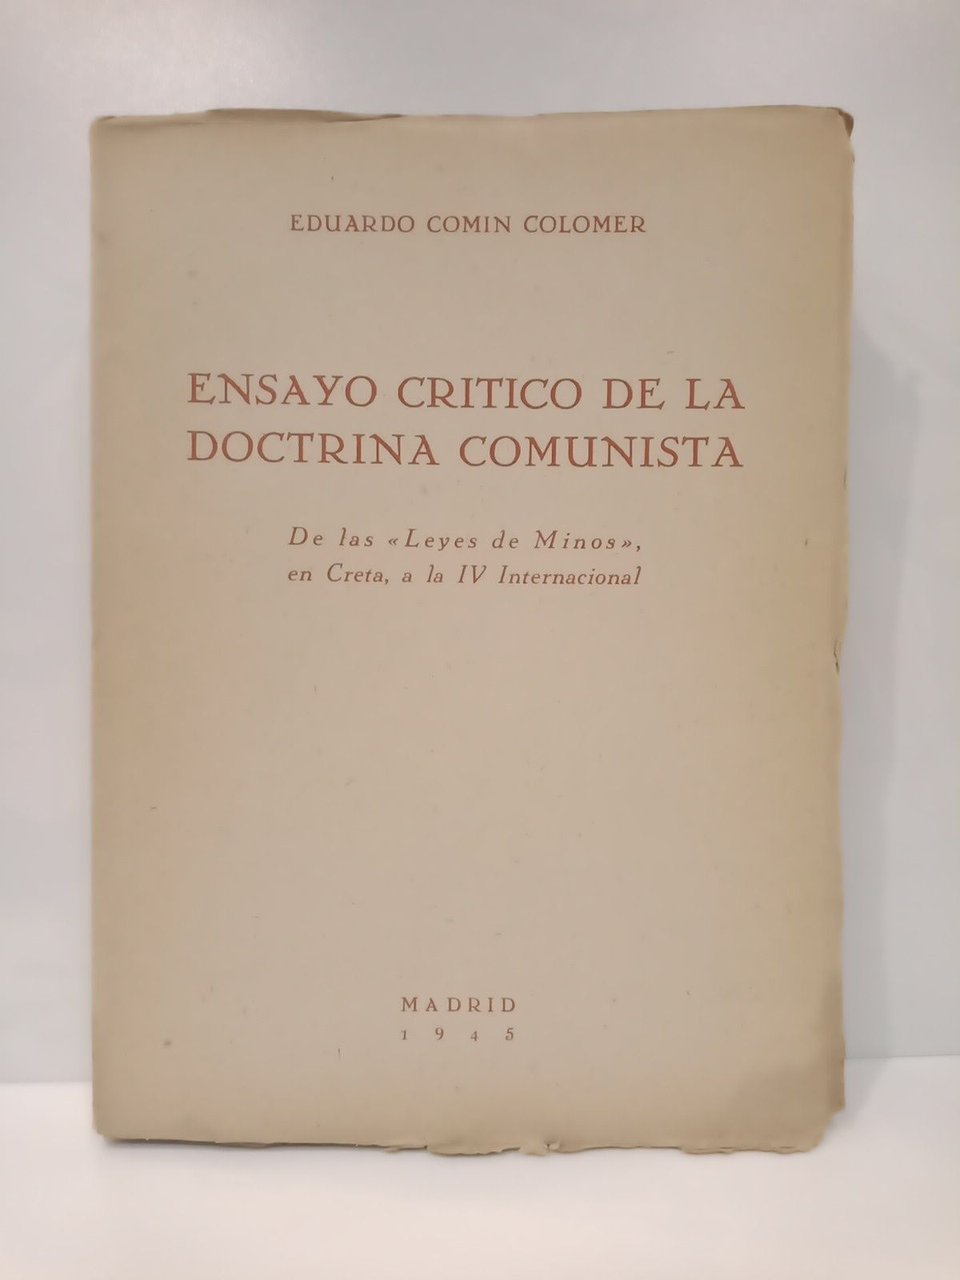 EDUARDO COMIN COLOMER
ENSAYO CRITICO DE LA
DOCTRINA COMUNISTA
De las «Leyes de Minos»,
en Creta, a la IV Internacional
MADRID
1945